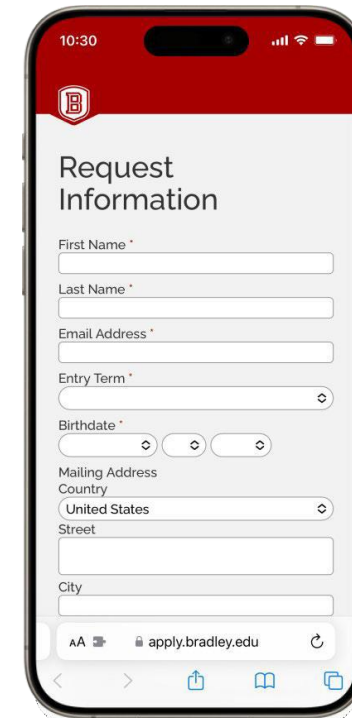 10:30
B
Request
Information
First Name *
Last Name *
Email Address *
Entry Term *
Birthdate *
Mailing Address
Country
United States
Street
City
AA apply.bradley.edu